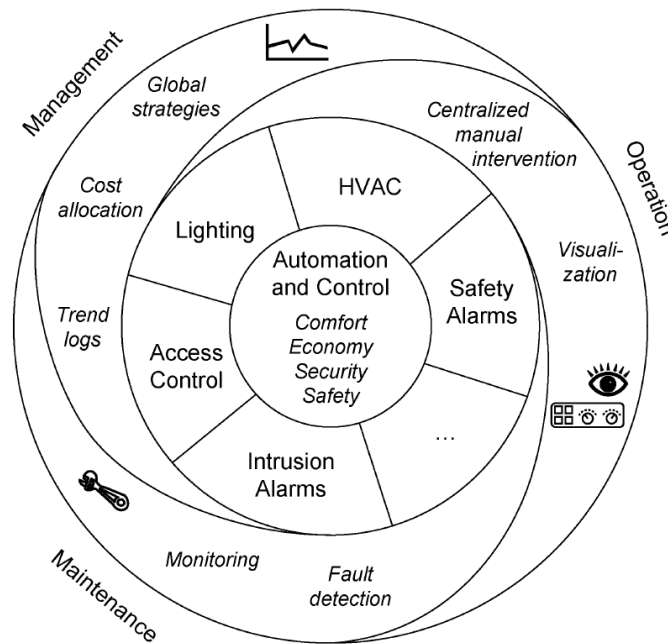 Management
Global
strategies
Cost
allocation
Trend
logs
Centralized
manual
intervention
Operation
Visuali-
zation
HVAC
Lighting
Automation
and Control
Comfort
Economy
Security
Safety
Safety
Alarms
Access
Control
Intrusion
Alarms
...
Monitoring
Fault
detection
Maintenance